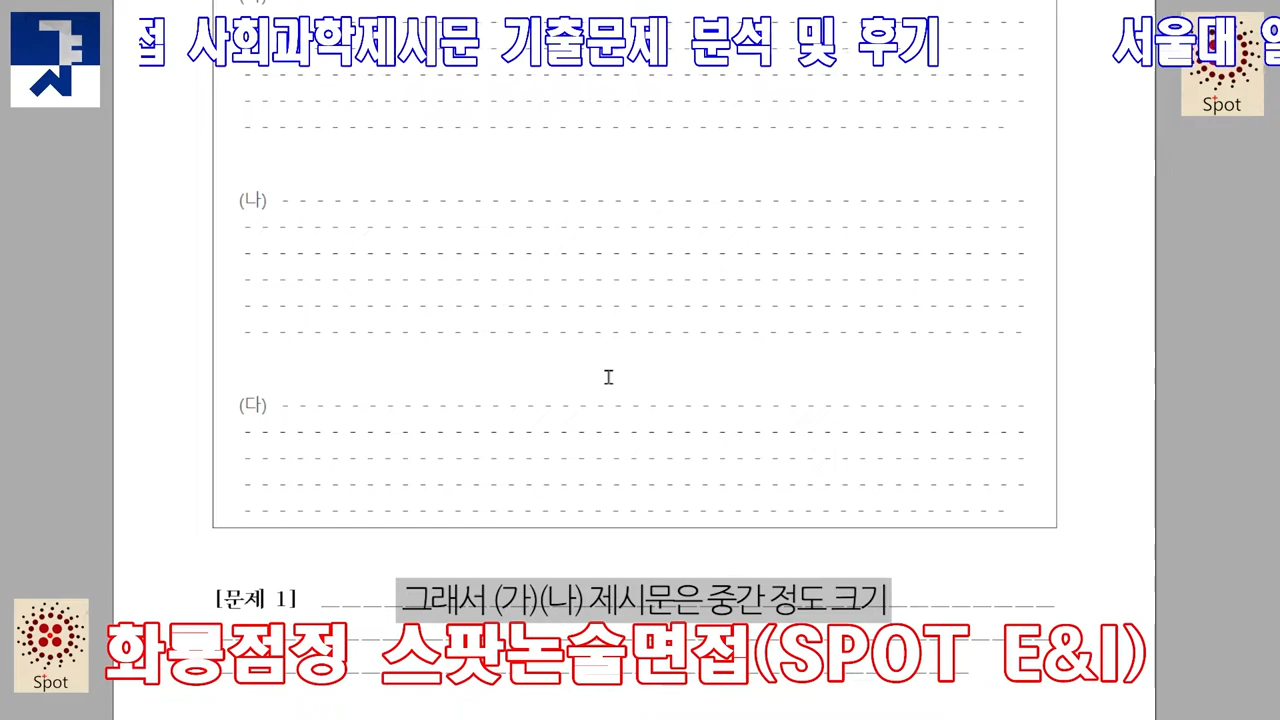 접 사회과학제시문 기출문제 분석 및 후기 서울대
Spot
(나)
(다)
[문제 1]
그래서 (가)(나) 제시문은 중간 정도 크기
화룡점정 스팟논술면접(SPOT E&I)
Spot